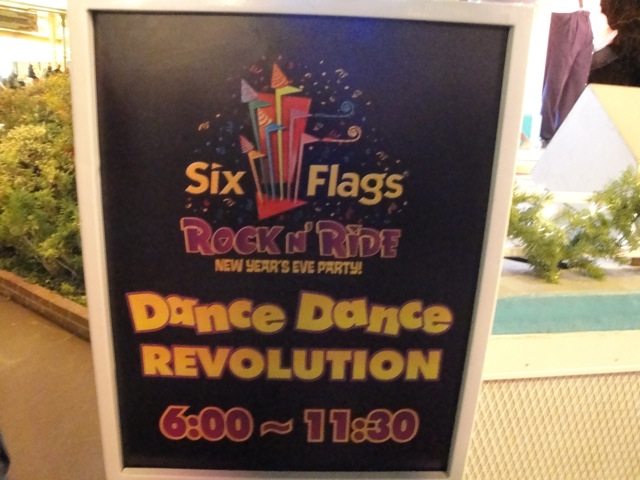 Six Flags
ROCK N' RIDE
NEW YEAR'S EVE PARTY!
Dance Dance
REVOLUTION
6:00 ~ 11:30